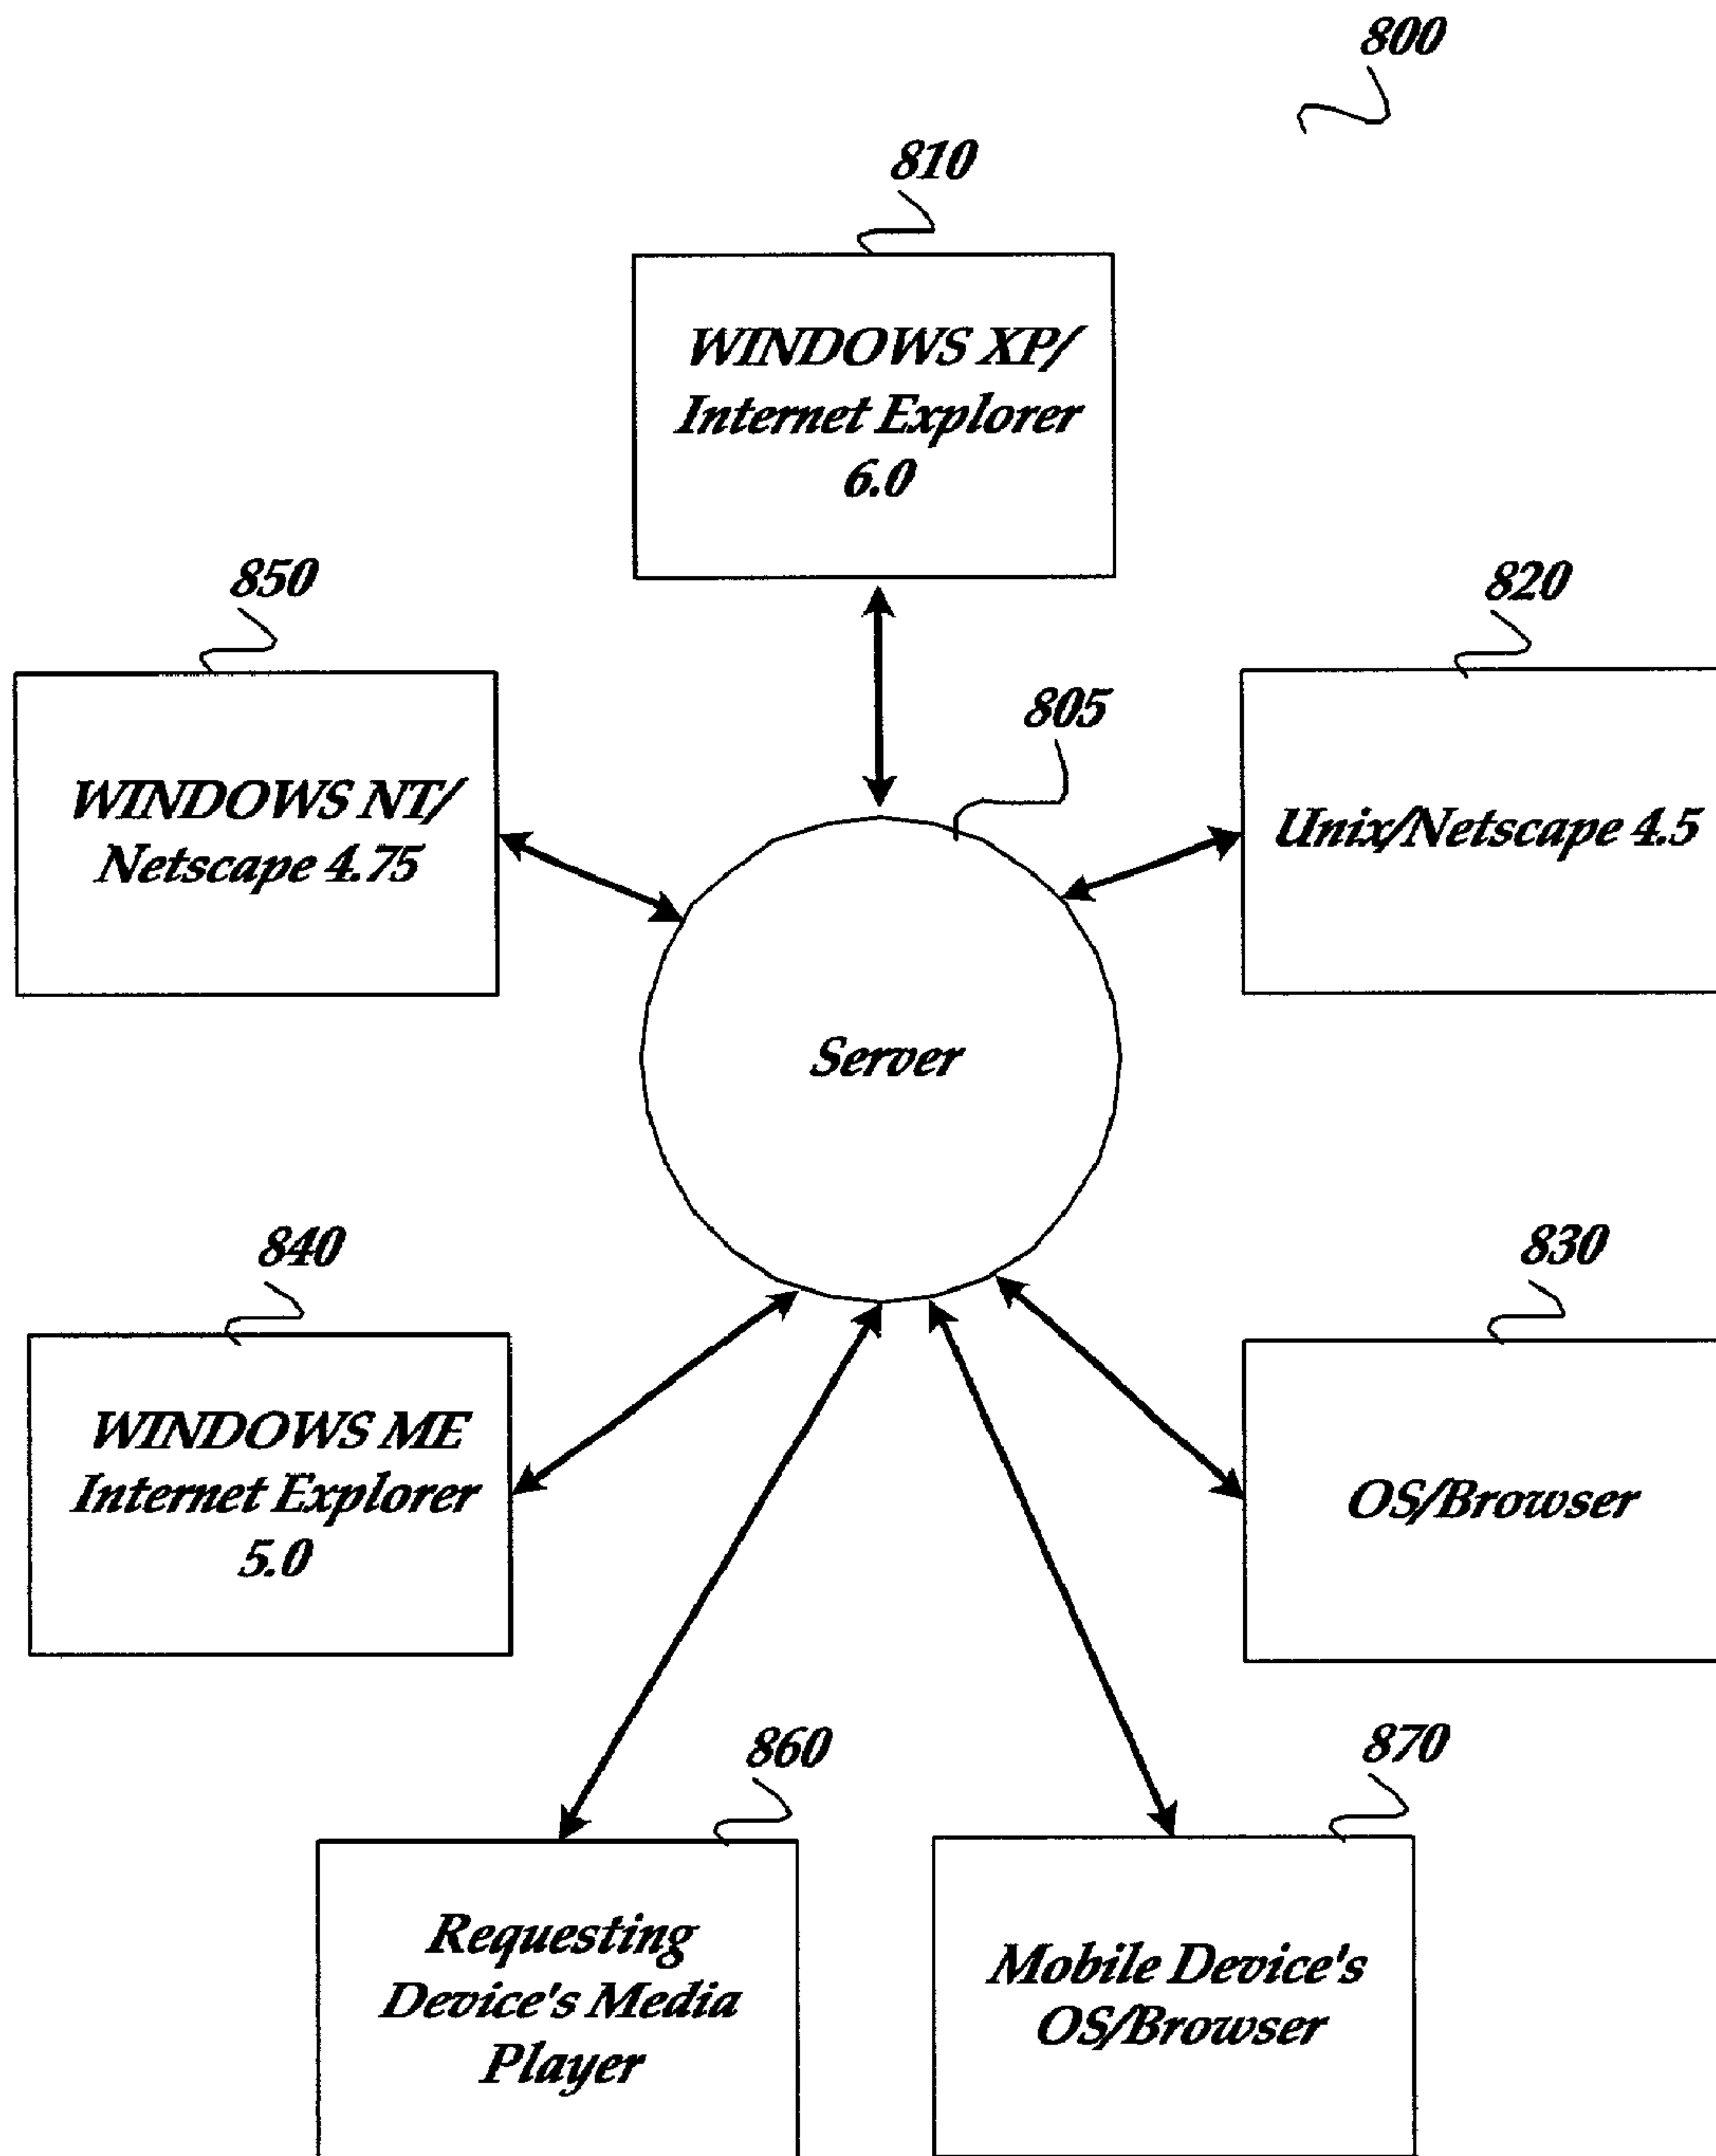 800
810
WINDOWS XP/
Internet Explorer
6.0
850
820
805
WINDOWS NT/
Netscape 4.75
Unix/Netscape 4.5
Server
840
830
WINDOWS ME
Internet Explorer
5.0
OS/Browser
860
870
Requesting
Device's Media
Player
Mobile Device's
OS/Browser